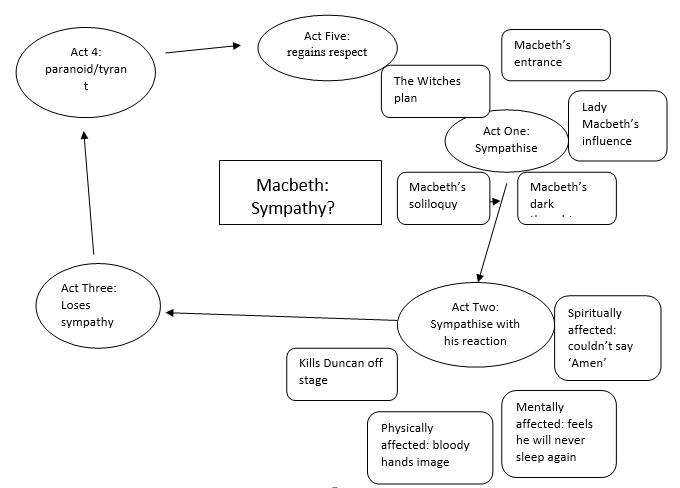 Act 4:
paranoid/tyran
t
Act Five:
regains respect
Macbeth's
entrance
The Witches
plan
Lady
Macbeth's
influence
Act One:
Sympathise
Macbeth:
Sympathy?
Macbeth's
soliloquy
Macbeth's
dark
Act Two:
Sympathise with
his reaction
Spiritually
affected:
couldn't say
'Amen'
Act Three:
Loses
sympathy
Kills Duncan off
stage
Physically
affected: bloody
hands image
Mentally
affected: feels
he will never
sleep again